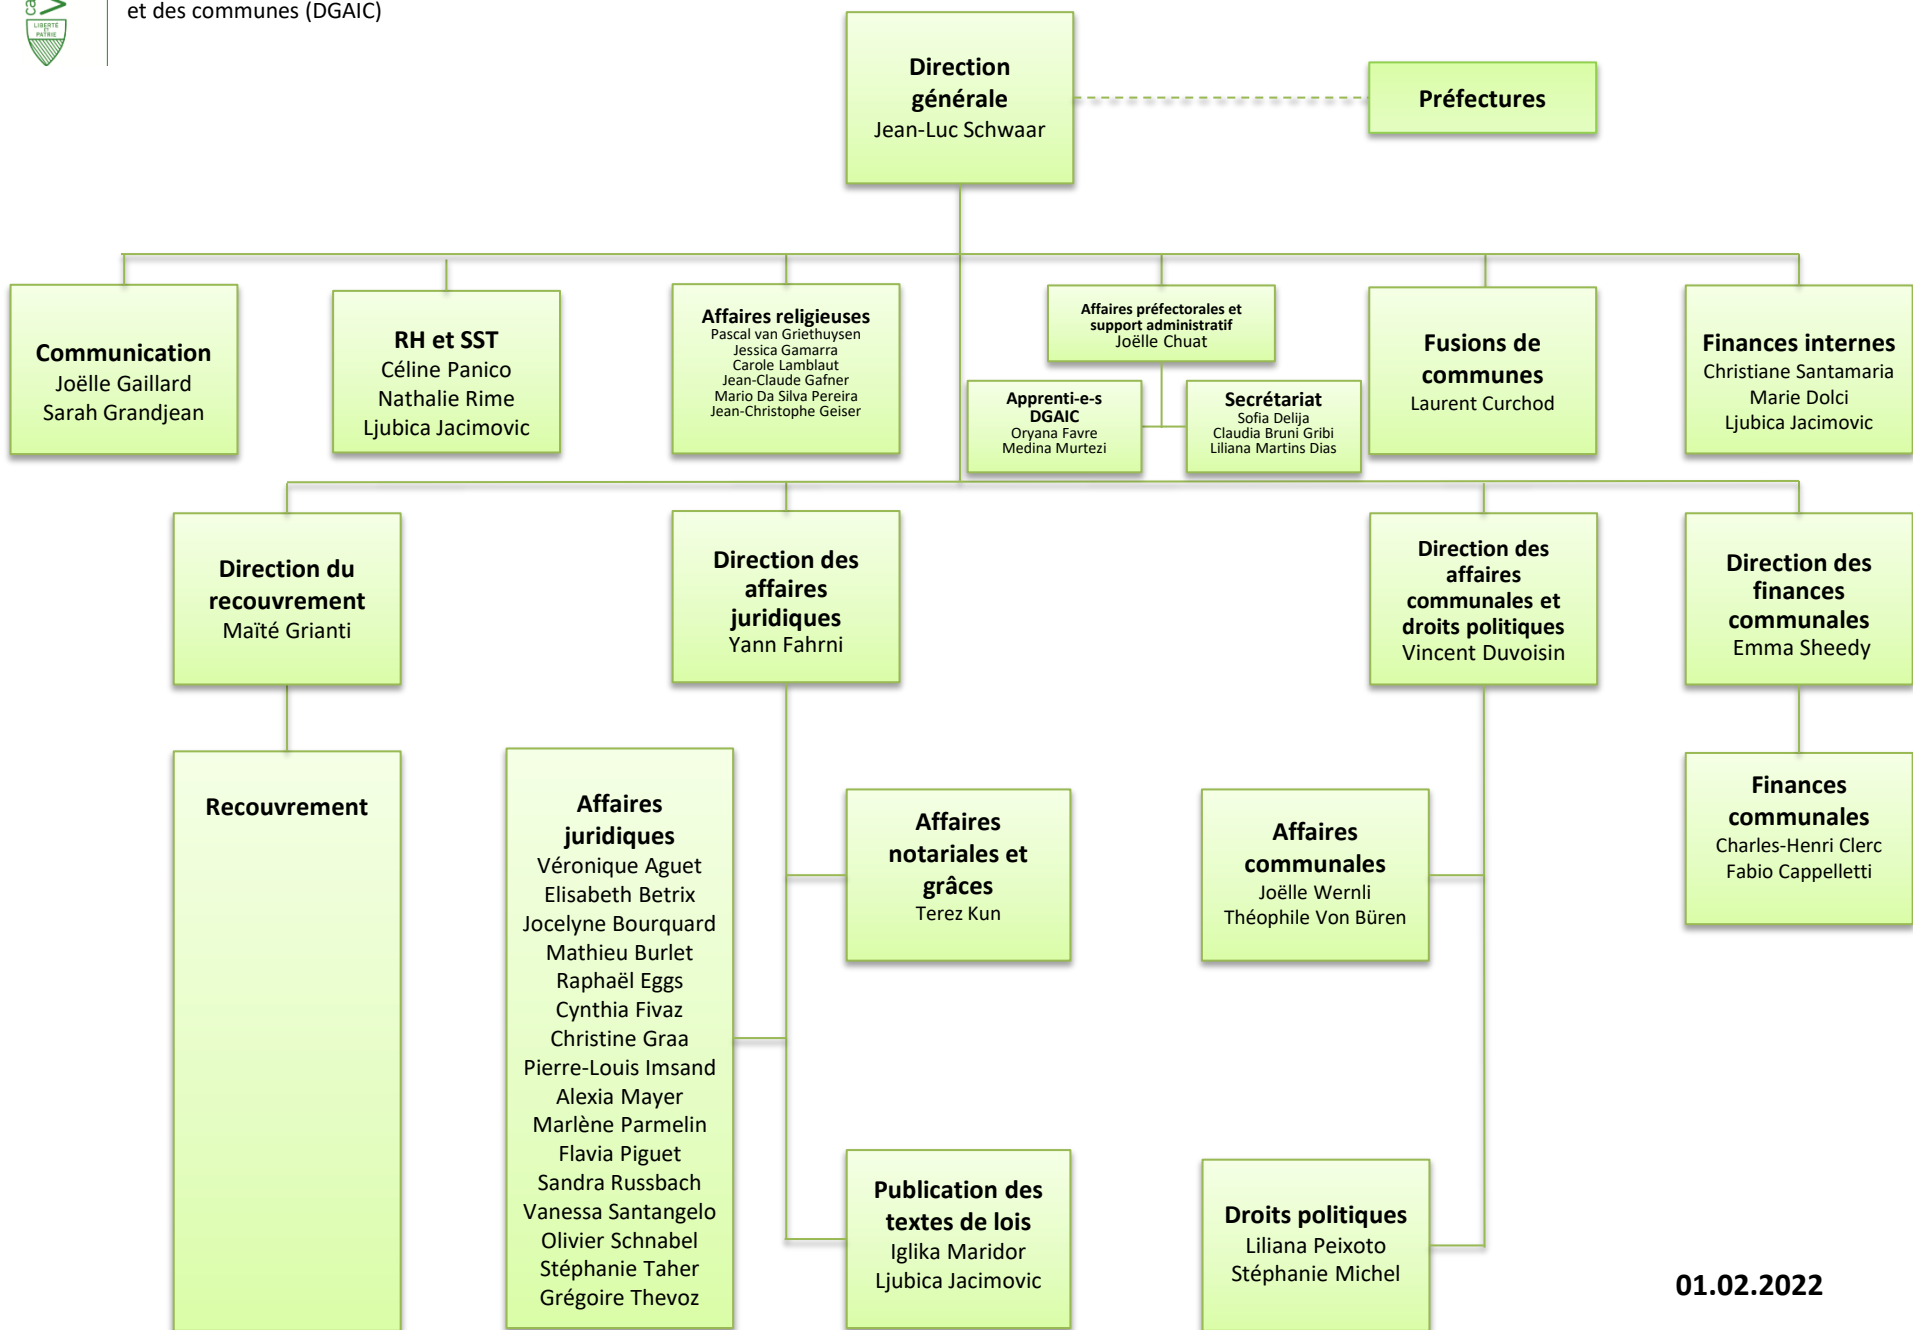 et des communes (DGAIC)
LIBERTÉ
ET
PATRIE
Direction
générale
Jean-Luc Schwaar
Préfectures
Communication
Joëlle Gaillard
Sarah Grandjean
RH et SST
Céline Panico
Nathalie Rime
Ljubica Jacimovic
Affaires religieuses
Pascal van Griethuysen
Jessica Gamarra
Carole Lamblaut
Jean-Claude Gafner
Mario Da Silva Pereira
Jean-Christophe Geiser
Affaires préfectorales et
support administratif
Joëlle Chuat
Apprenti-e-s
DGAIC
Oryana Favre
Medina Murtezi
Secrétariat
Sofia Delija
Claudia Bruni Gribi
Liliana Martins Dias
Fusions de
communes
Laurent Curchod
Finances internes
Christiane Santamaria
Marie Dolci
Ljubica Jacimovic
Direction du
recouvrement
Maïté Grianti
Direction des
affaires
juridiques
Yann Fahrni
Direction des
affaires
communales et
droits politiques
Vincent Duvoisin
Direction des
finances
communales
Emma Sheedy
Recouvrement
Affaires
juridiques
Véronique Aguet
Elisabeth Betrix
Jocelyne Bourquard
Mathieu Burlet
Raphaël Eggs
Cynthia Fivaz
Christine Graa
Pierre-Louis Imsand
Alexia Mayer
Marlène Parmelin
Flavia Piguet
Sandra Russbach
Vanessa Santangelo
Olivier Schnabel
Stéphanie Taher
Grégoire Thevoz
Affaires
notariales et
grâces
Terez Kun
Publication des
textes de lois
Iglika Maridor
Ljubica Jacimovic
Affaires
communales
Joëlle Wernli
Théophile Von Büren
Droits politiques
Liliana Peixoto
Stéphanie Michel
Finances
communales
Charles-Henri Clerc
Fabio Cappelletti
01.02.2022